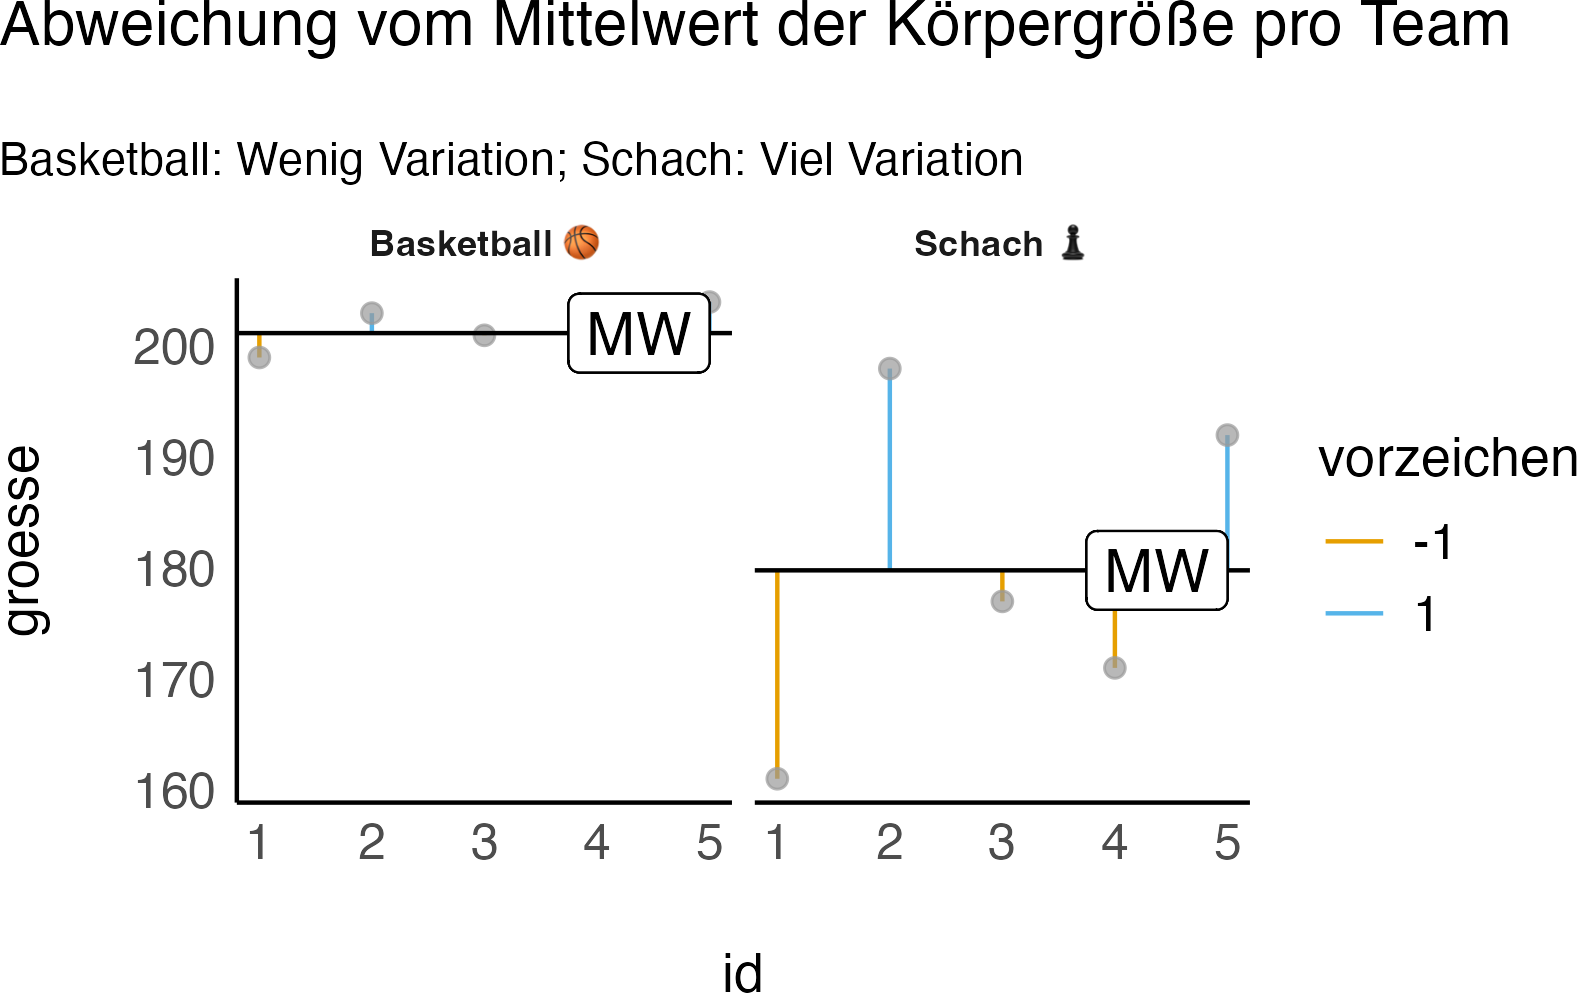 Abweichung vom Mittelwert der Körpergröße pro Team
Basketball: Wenig Variation; Schach: Viel Variation
Basketball 🏀 Schach ♟
groesse
200
190
180
170
160
MW
MW
1 2 3 4 5 1 2 3 4 5
id
vorzeichen
-1
1